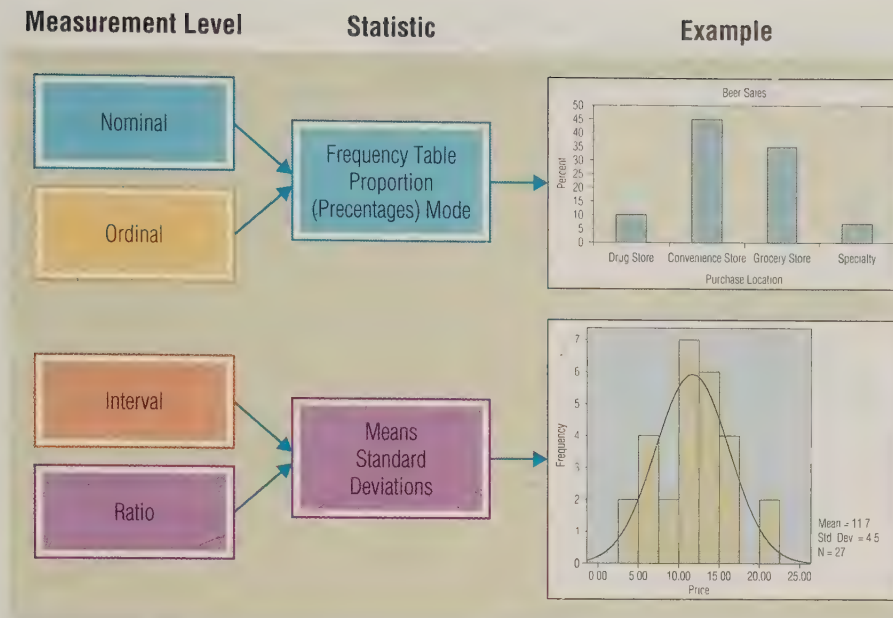 Measurement Level Statistic Example
Nominal
Ordinal
Frequency Table
Proportion
(Precentages) Mode
Beer Sales
Percent
50
45
40
35
30
25
20
15
10
5
0
Drug Store Convenience Store Grocery Store Specialty
Purchase Location
Interval
Ratio
Means
Standard
Deviations
Frequency
7
6
5
4
3
2
1
0
0.00 5.00 10.00 15.00 20.00 25.00
Price
Mean = 11.7
Std. Dev. = 4.5
N = 27